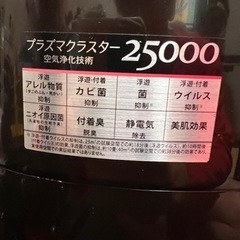 プラズマクラスター 25000
空気浄化技術
浮遊
アレル物質
抑制
浮遊・付着
カビ菌
抑制
浮遊
菌
抑制
浮遊・付着
ウイルス
抑制
浮遊
ニオイ原因菌
抑制
付着臭
脱臭
静電気
除去
美肌効果